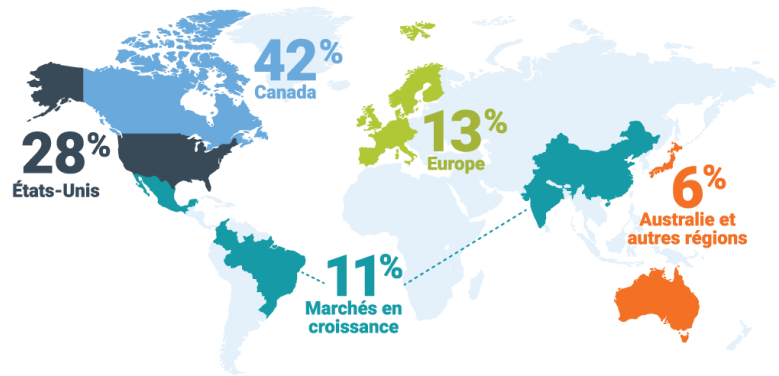 42%
Canada
28%
États-Unis
13%
Europe
6%
Australie et
autres régions
11%
Marchés en
croissance